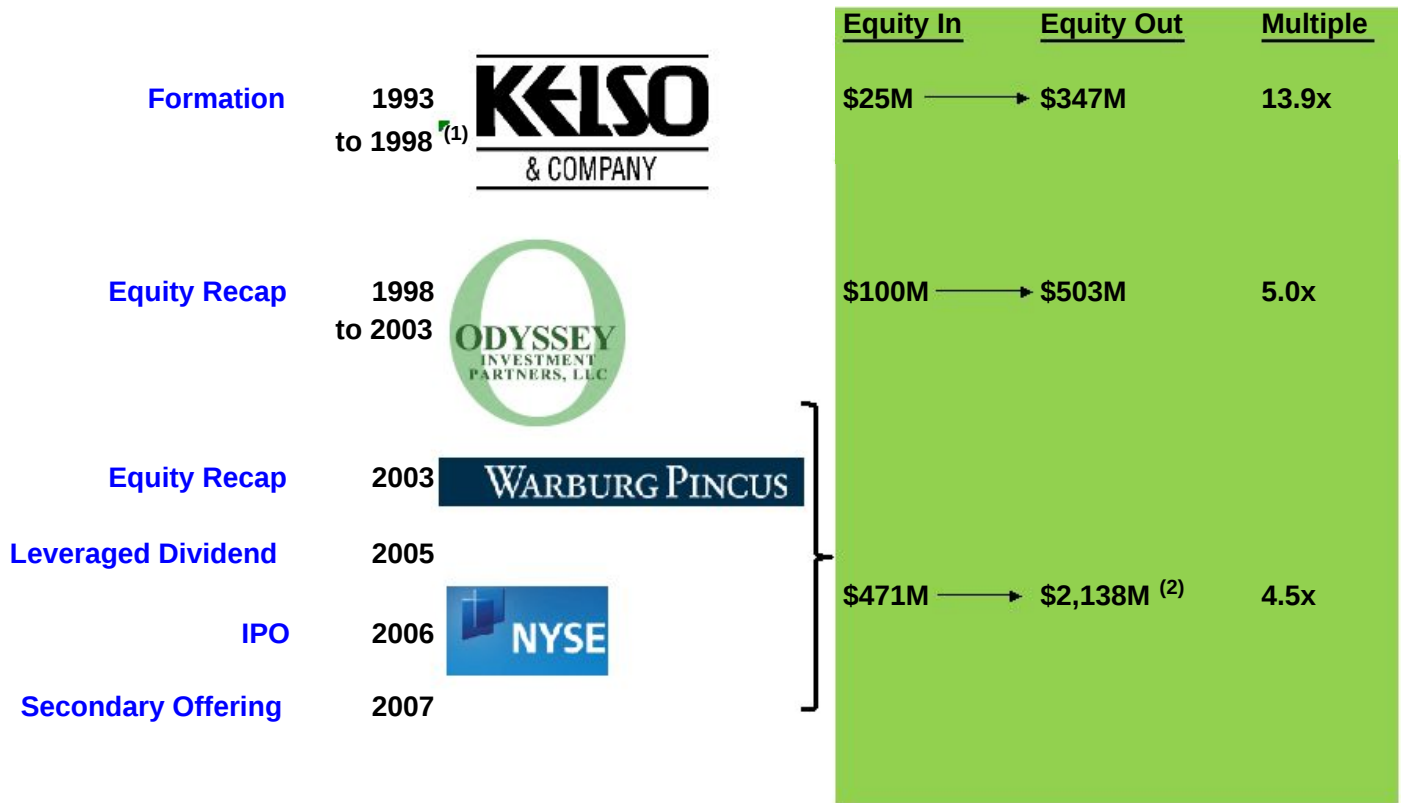 Equity In Equity Out Multiple
Formation 1993 KELSO $25M $347M 13.9x
to 1998 (1)
& COMPANY
Equity Recap 1998 $100M $503M 5.0x
to 2003
ODYSSEY
INVESTMENT
PARTNERS, LLC
Equity Recap 2003 WARBURG PINCUS
Leveraged Dividend 2005
$471M $2,138M (2) 4.5x
IPO 2006 NYSE
Secondary Offering 2007